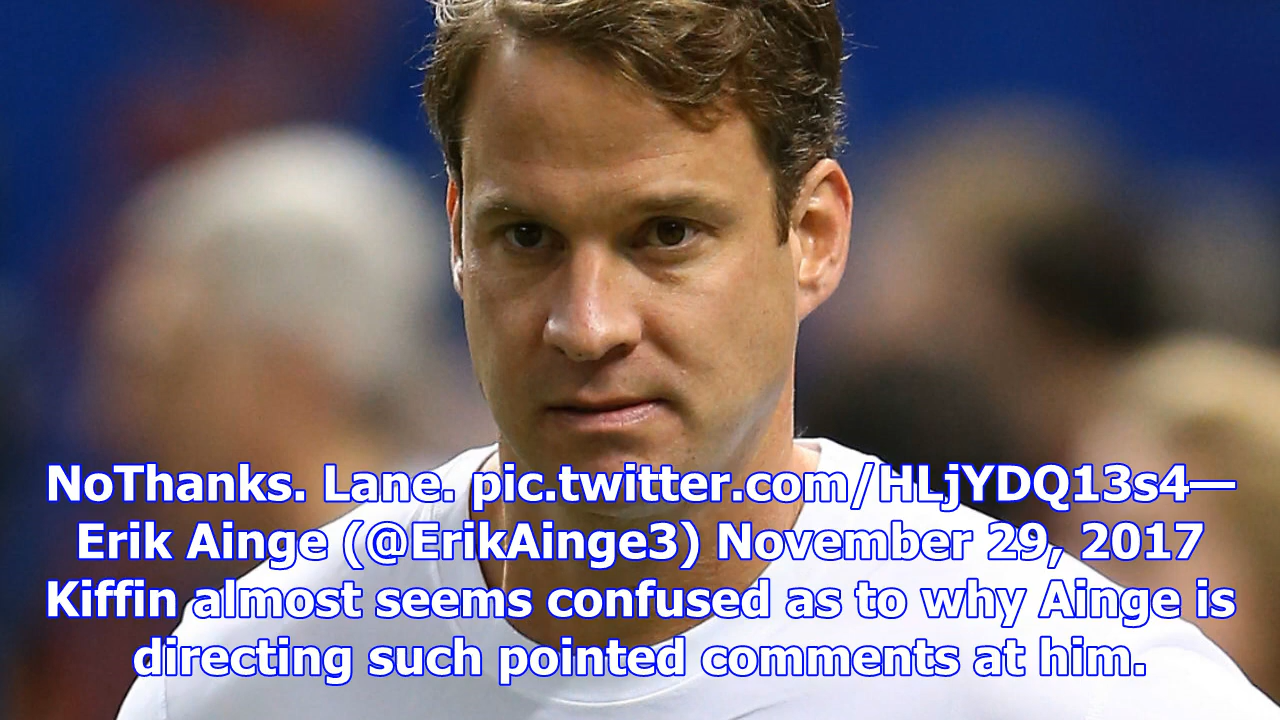 NoThanks. Lane. pic.twitter.com/HLjYDQ13s4—
Erik Ainge (@ErikAinge3) November 29, 2017
Kiffin almost seems confused as to why Ainge is
directing such pointed comments at him.